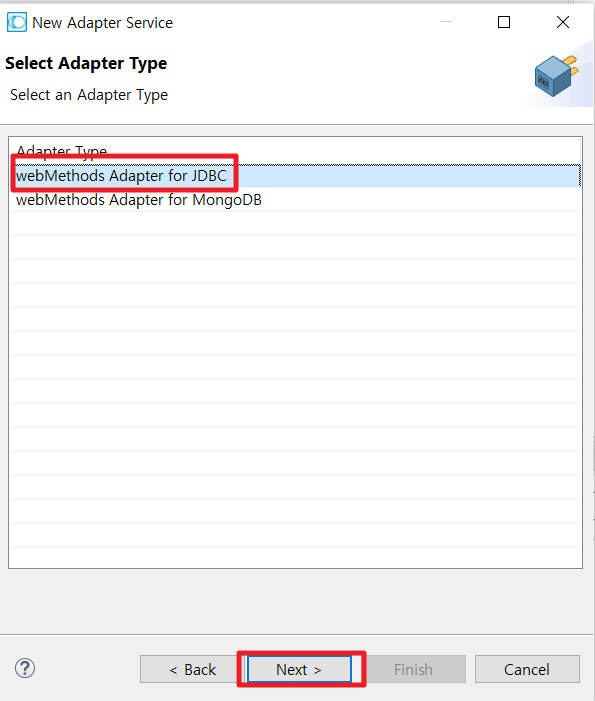 New Adapter Service
Select Adapter Type
Select an Adapter Type
Adapter Type
webMethods Adapter for JDBC
webMethods Adapter for MongoDB
?
< Back
Next >
Finish
Cancel